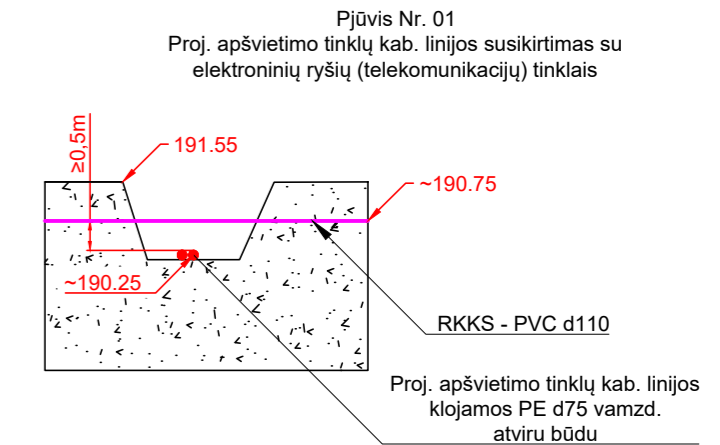 Pjūvis Nr. 01
Proj. apšvietimo tinklų kab. linijos susikirtimas su
elektroninių ryšių (telekomunikacijų) tinklais
≥0,5m
191.55
~190.75
~190.25
RKKS - PVC d110
Proj. apšvietimo tinklų kab. linijos
klojamos PE d75 vamzd.
atviru būdu